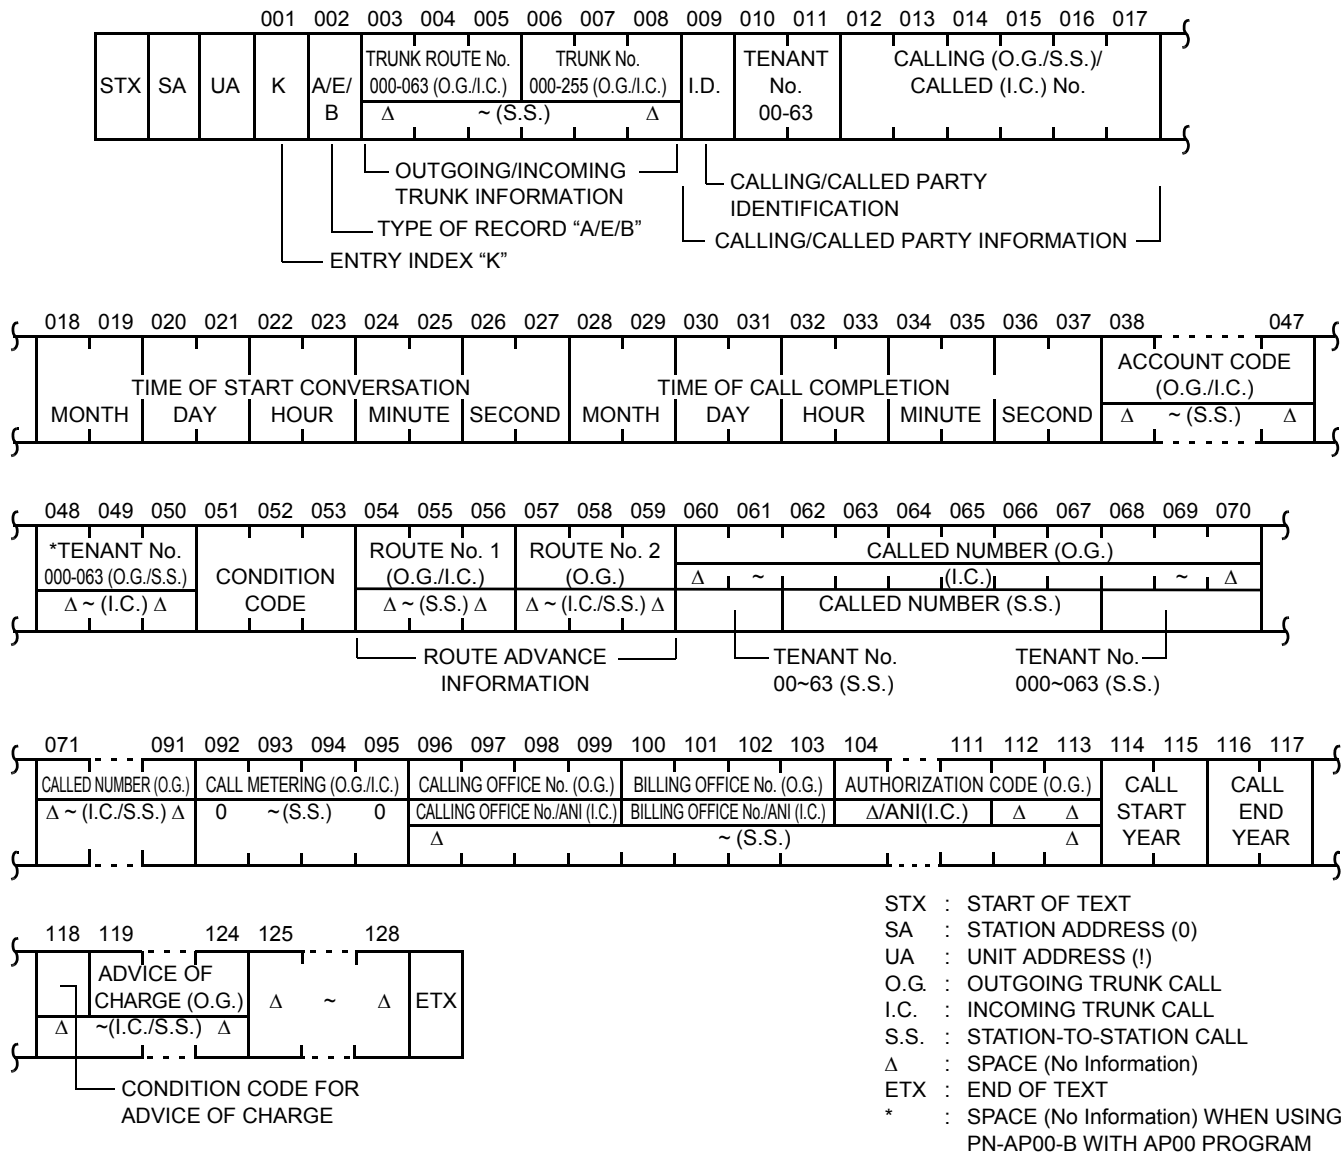 001 002 003 004 005 006 007 008 009 010 011 012 013 014 015 016 017
STX SA UA K A/E/ B
TRUNK ROUTE No. 000-063 (O.G./I.C.)
TRUNK No. 000-255 (O.G./I.C.)
Δ ~ (S.S.) Δ
I.D.
TENANT No. 00-63
CALLING (O.G./S.S.)/ CALLED (I.C.) No.
OUTGOING/INCOMING TRUNK INFORMATION
TYPE OF RECORD “A/E/B”
ENTRY INDEX “K”
CALLING/CALLED PARTY IDENTIFICATION
CALLING/CALLED PARTY INFORMATION
018 019 020 021 022 023 024 025 026 027 028 029 030 031 032 033 034 035 036 037 038 047
TIME OF START CONVERSATION
MONTH DAY HOUR MINUTE SECOND
TIME OF CALL COMPLETION
MONTH DAY HOUR MINUTE SECOND
ACCOUNT CODE (O.G./I.C.)
Δ ~ (S.S.) Δ
048 049 050 051 052 053 054 055 056 057 058 059 060 061 062 063 064 065 066 067 068 069 070
*TENANT No. 000-063 (O.G./S.S.)
Δ ~ (I.C.) Δ
CONDITION CODE
ROUTE No. 1 (O.G./I.C.)
Δ ~ (S.S.) Δ
ROUTE No. 2 (O.G.)
Δ ~ (I.C./S.S.) Δ
CALLED NUMBER (O.G.)
Δ ~ (I.C.) ~ Δ
CALLED NUMBER (S.S.)
ROUTE ADVANCE INFORMATION
TENANT No. 00~63 (S.S.)
TENANT No. 000~063 (S.S.)
071 091 092 093 094 095 096 097 098 099 100 101 102 103 104 111 112 113 114 115 116 117
CALLED NUMBER (O.G.)
Δ ~ (I.C./S.S.) Δ
CALL METERING (O.G./I.C.)
0 ~(S.S.) 0
CALLING OFFICE No. (O.G.)
CALLING OFFICE No./ANI (I.C.)
BILLING OFFICE No. (O.G.)
BILLING OFFICE No./ANI (I.C.)
AUTHORIZATION CODE (O.G.)
Δ/ANI(I.C.) Δ Δ
Δ ~ (S.S.) Δ
CALL START YEAR
CALL END YEAR
118 119 124 125 128
ADVICE OF CHARGE (O.G.)
Δ ~(I.C./S.S.) Δ
Δ ~ Δ
ETX
CONDITION CODE FOR ADVICE OF CHARGE
STX : START OF TEXT
SA : STATION ADDRESS (0)
UA : UNIT ADDRESS (!)
O.G. : OUTGOING TRUNK CALL
I.C. : INCOMING TRUNK CALL
S.S. : STATION-TO-STATION CALL
Δ : SPACE (No Information)
ETX : END OF TEXT
* : SPACE (No Information) WHEN USING
PN-AP00-B WITH AP00 PROGRAM